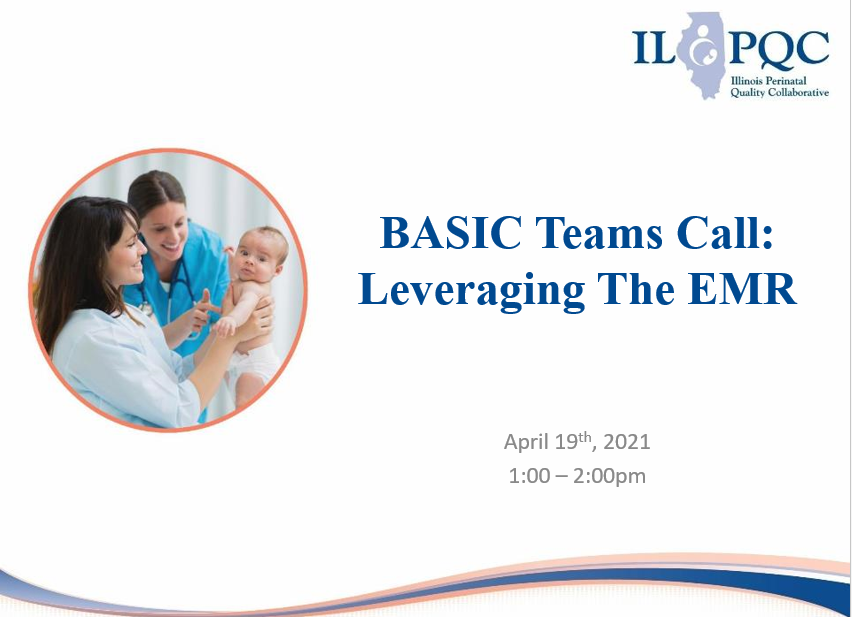 IL PQC
Illinois Perinatal
Quality Collaborative
BASIC Teams Call:
Leveraging The EMR
April 19th, 2021
1:00 – 2:00pm